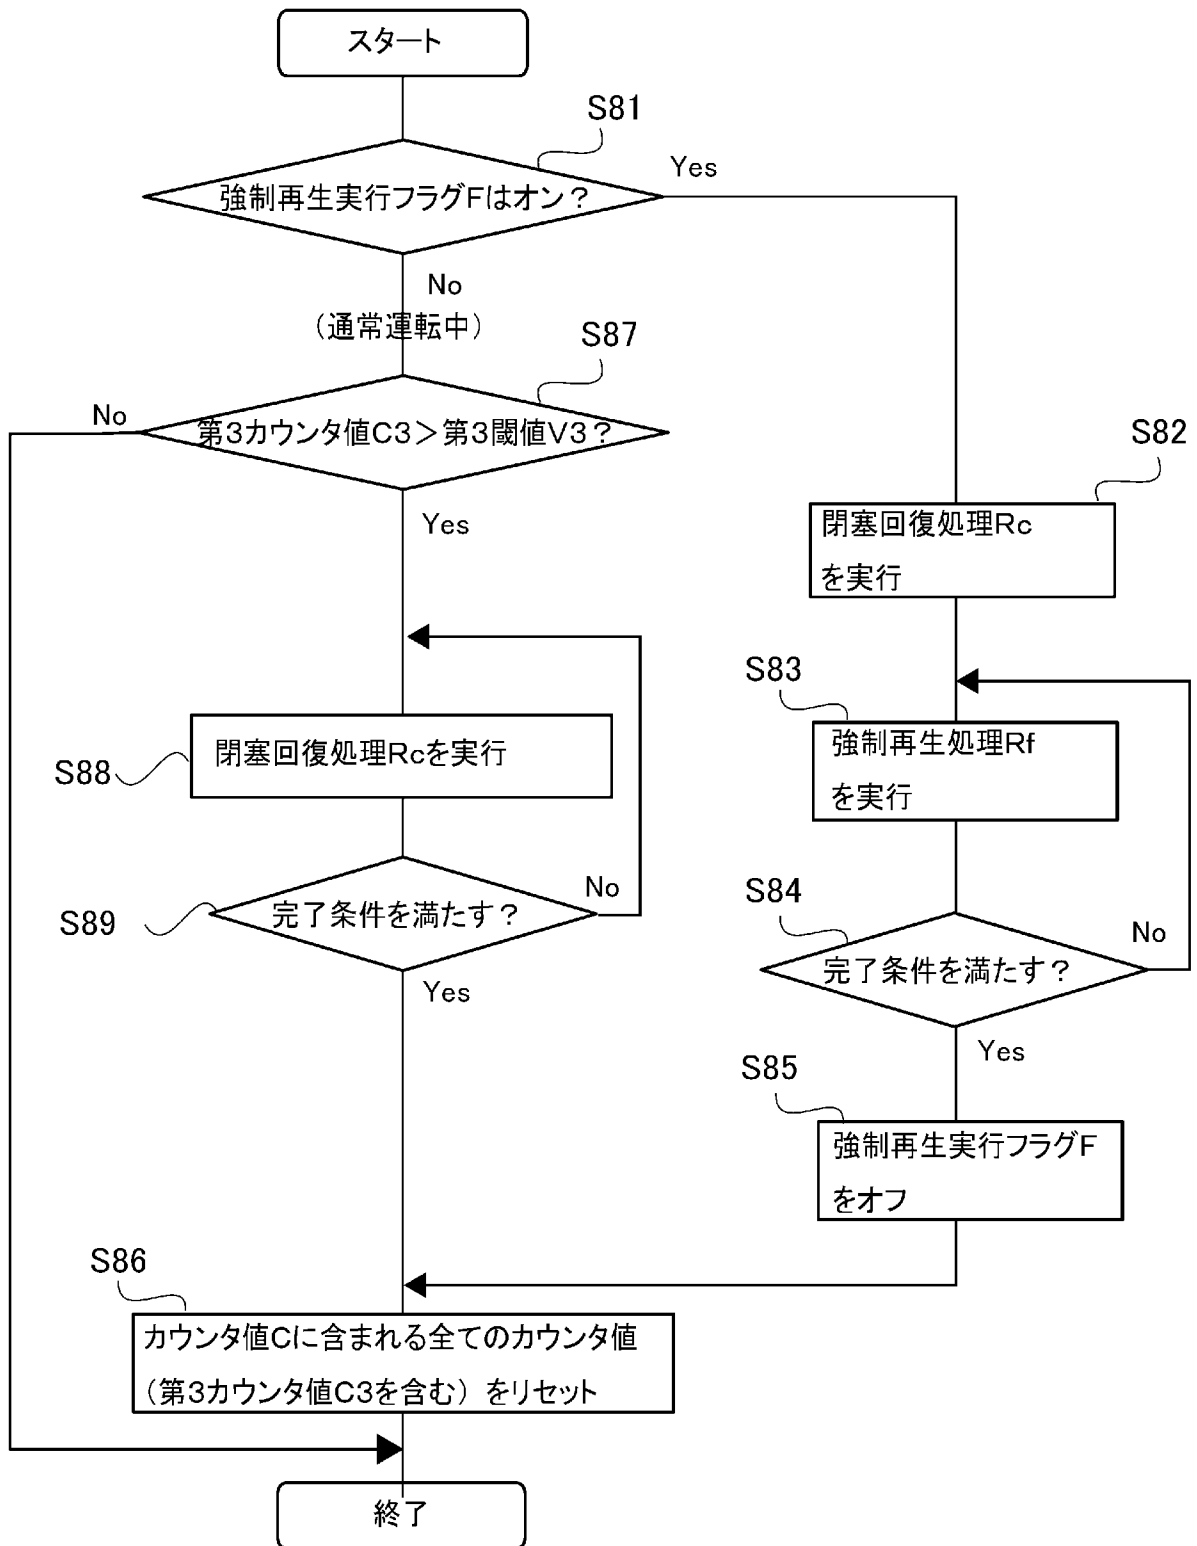 スタート
S81
強制再生実行フラグFはオン？
Yes
No
（通常運転中）
S87
No
第3カウンタ値C3＞第3閾値V3？
Yes
S82
閉塞回復処理Rc
を実行
S83
強制再生処理Rf
を実行
S88
閉塞回復処理Rcを実行
S84
No
完了条件を満たす？
Yes
S89
No
完了条件を満たす？
Yes
S85
強制再生実行フラグF
をオフ
S86
カウンタ値Cに含まれる全てのカウンタ値
（第3カウンタ値C3を含む）をリセット
終了